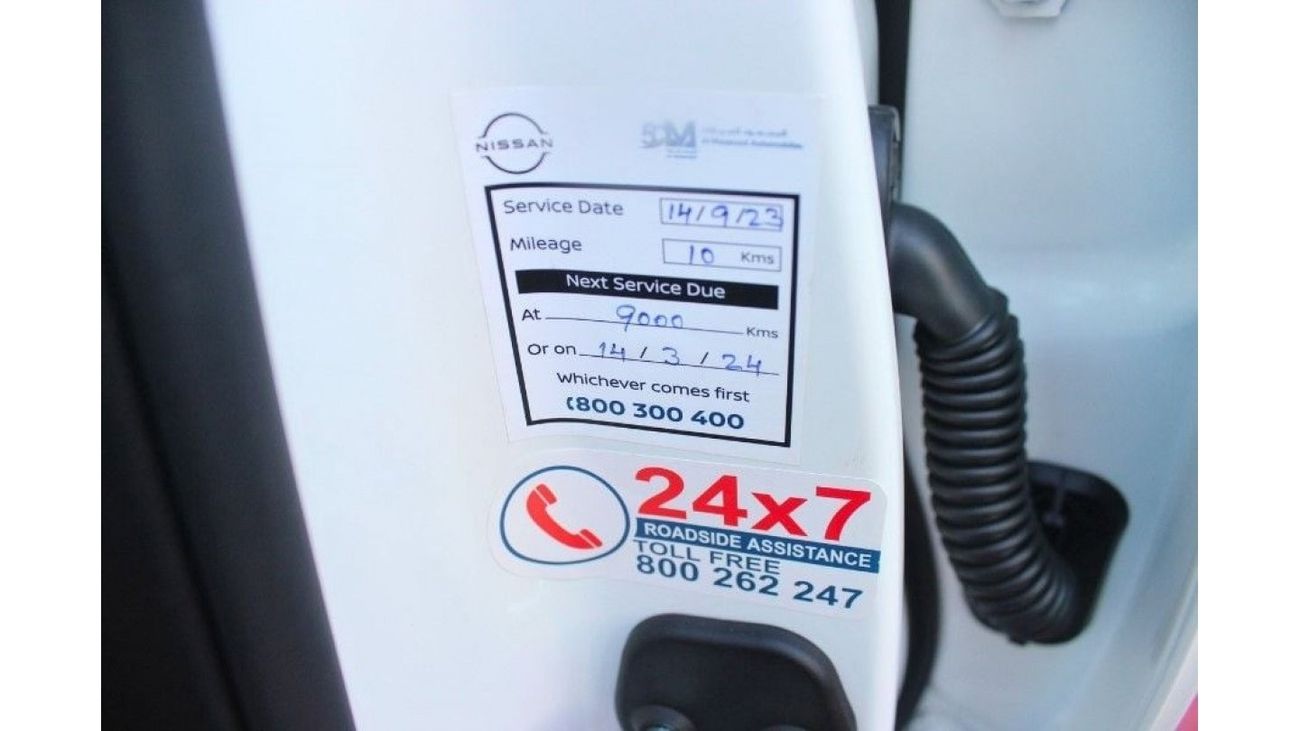 NISSAN
Service Date 14/9/23
Mileage 10 Kms
Next Service Due
At 9000 Kms
Or on 14/3/24
Whichever comes first
800 300 400
24x7
ROADSIDE ASSISTANCE
TOLL FREE
800 262 247